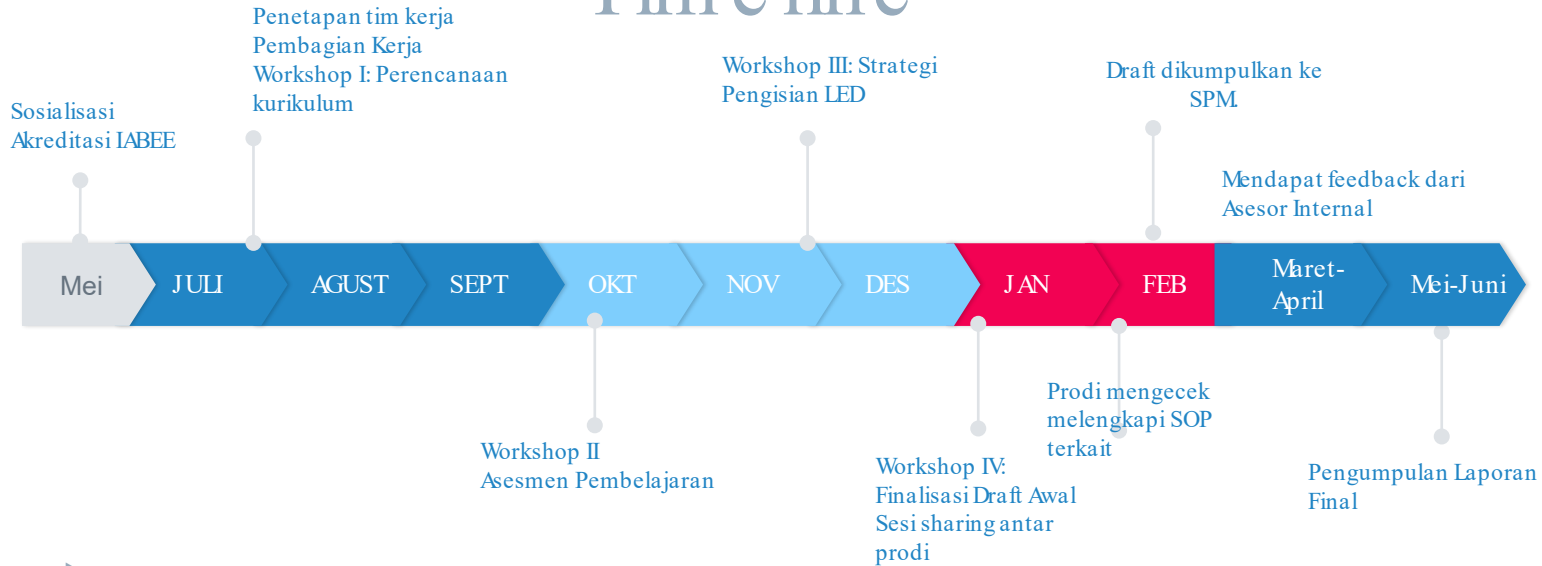 Timeline
Penetapan tim kerja
Pembagian Kerja
Workshop I: Perencanaan
kurikulum
Workshop III: Strategi
Pengisian LED
Draft dikumpulkan ke
SPM.
Sosialisasi
Akreditasi IABEE
Mendapat feedback dari
Asesor Internal
Mei
JULI
AGUST
SEPT
OKT
NOV
DES
JAN
FEB
Maret-
April
Mei-Juni
Workshop II
Asesmen Pembelajaran
Workshop IV:
Finalisasi Draft Awal
Sesi sharing antar
prodi
Prodi mengecek
melengkapi SOP
terkait
Pengumpulan Laporan
Final